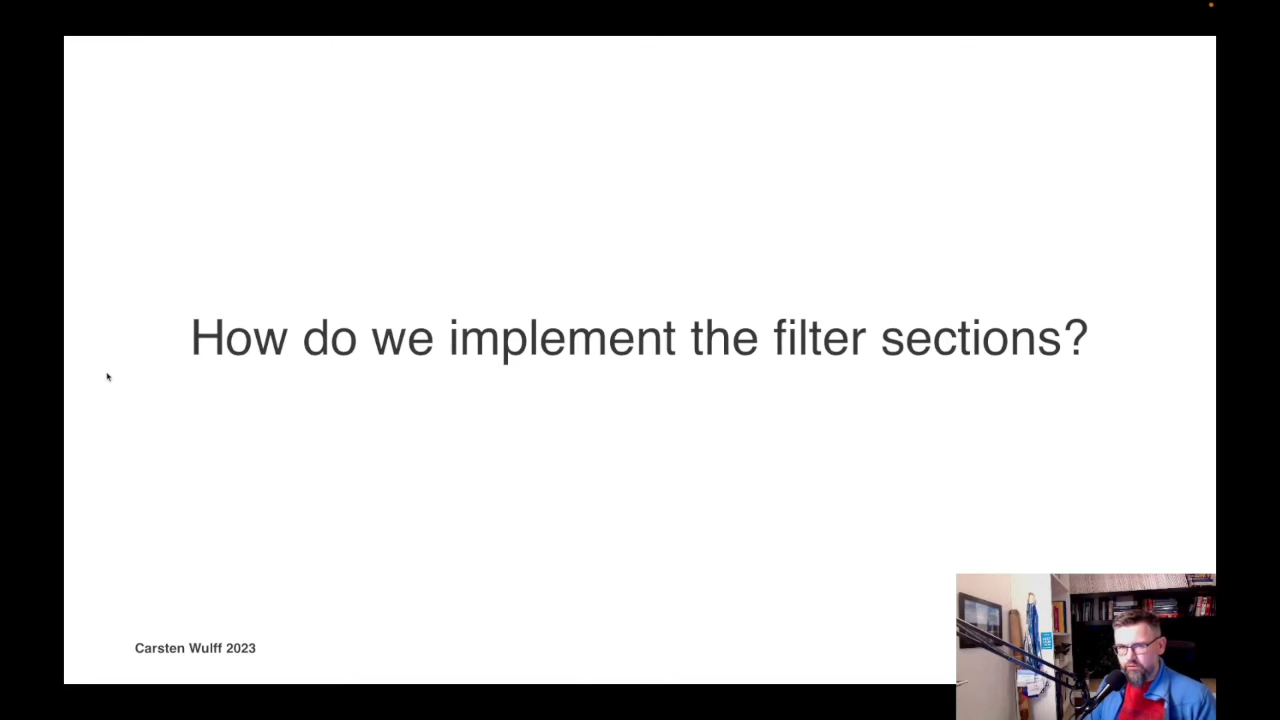 How do we implement the filter sections?
Carsten Wulff 2023